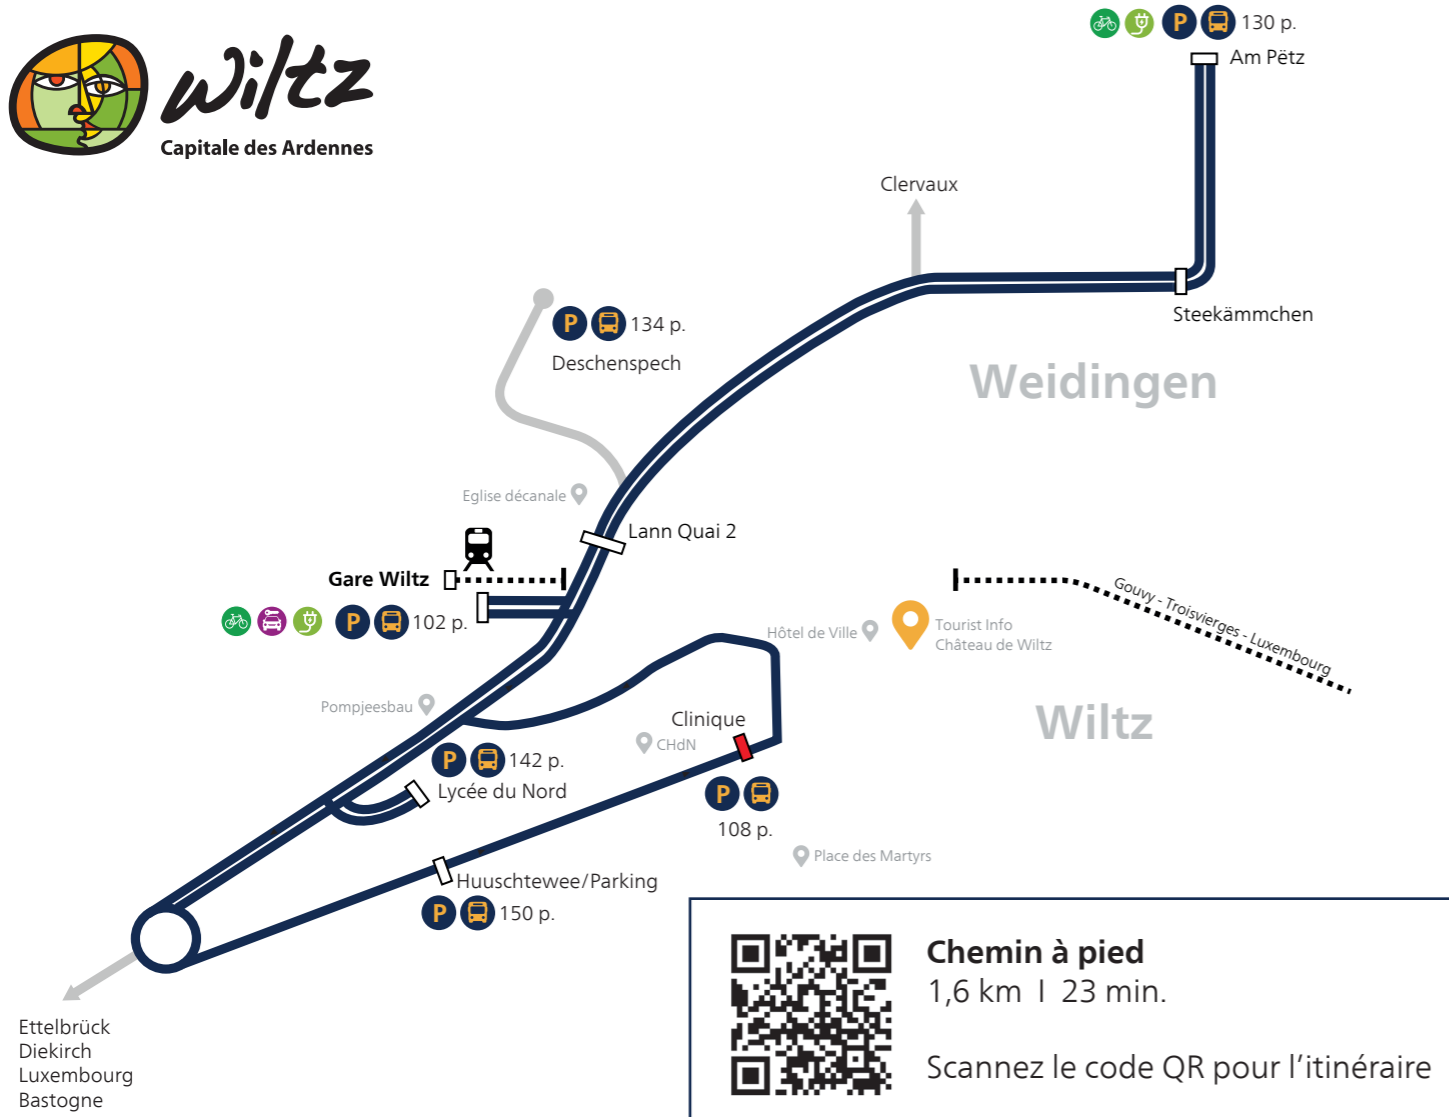 Wiltz
Capitale des Ardennes
P 130 p.
Am Pëtz
Clervaux
Steekämmchen
P 134 p.
Deschenspech
Weidingen
Eglise décanale
Lann Quai 2
Gare Wiltz
P 102 p.
Gouvy - Troisvierges - Luxembourg
Hôtel de Ville
Tourist Info
Château de Wiltz
Pompjeesbau
Clinique
CHdN
Wiltz
P 142 p.
Lycée du Nord
P
108 p.
Place des Martyrs
Huuschtewee/Parking
P 150 p.
Chemin à pied
1,6 km I 23 min.
Scannez le code QR pour l'itinéraire
Ettelbrück
Diekirch
Luxembourg
Bastogne